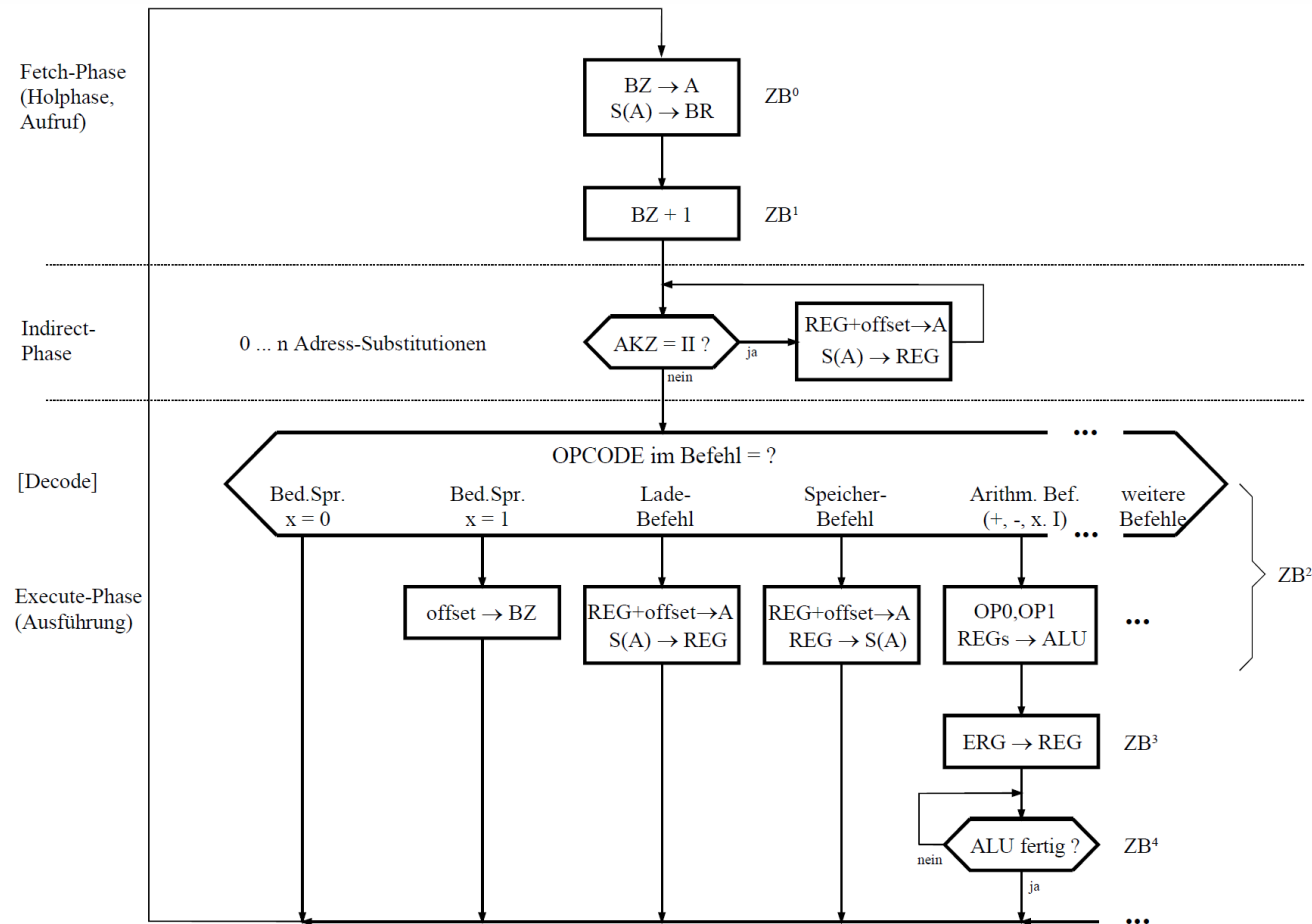 Fetch-Phase
(Holphase,
Aufruf)
BZ → A
S(A) → BR
ZB⁰
BZ + 1
ZB¹
Indirect-
Phase
0 ... n Adress-Substitutionen
AKZ = II ?
ja
nein
REG+offset→A
S(A) → REG
[Decode]
OPCODE im Befehl = ?
•••
Bed.Spr.
x = 0
Bed.Spr.
x = 1
Lade-
Befehl
Speicher-
Befehl
Arithm. Bef.
(+, -, x. I)
weitere
Befehle
•••
ZB²
Execute-Phase
(Ausführung)
offset → BZ
REG+offset→A
S(A) → REG
REG+offset→A
REG → S(A)
OP0,OP1
REGs → ALU
•••
ERG → REG
ZB³
ALU fertig ?
nein
ja
ZB⁴
•••